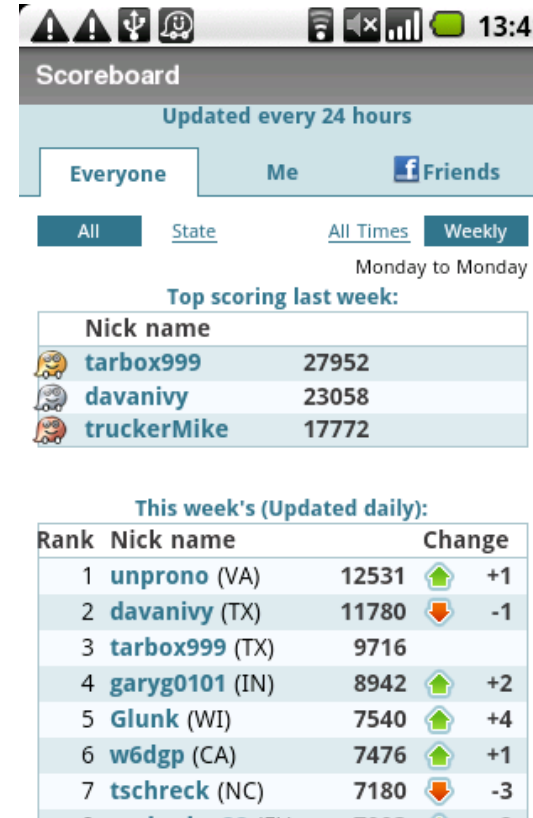 13:4
Scoreboard
Updated every 24 hours
Everyone Me Friends
All State All Times Weekly
Monday to Monday
Top scoring last week:
Nick name
tarbox999 27952
davanivy 23058
truckerMike 17772
This week's (Updated daily):
Rank Nick name Change
1 unprono (VA) 12531 +1
2 davanivy (TX) 11780 -1
3 tarbox999 (TX) 9716
4 garyg0101 (IN) 8942 +2
5 Glunk (WI) 7540 +4
6 w6dgp (CA) 7476 +1
7 tschreck (NC) 7180 -3